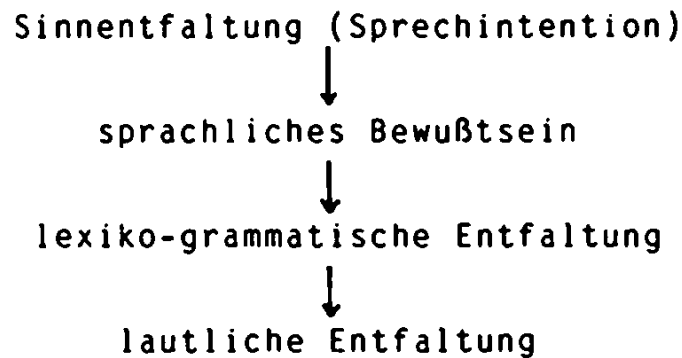 Sinnentfaltung (Sprechintention)
sprachliches Bewußtsein
lexiko-grammatische Entfaltung
lautliche Entfaltung